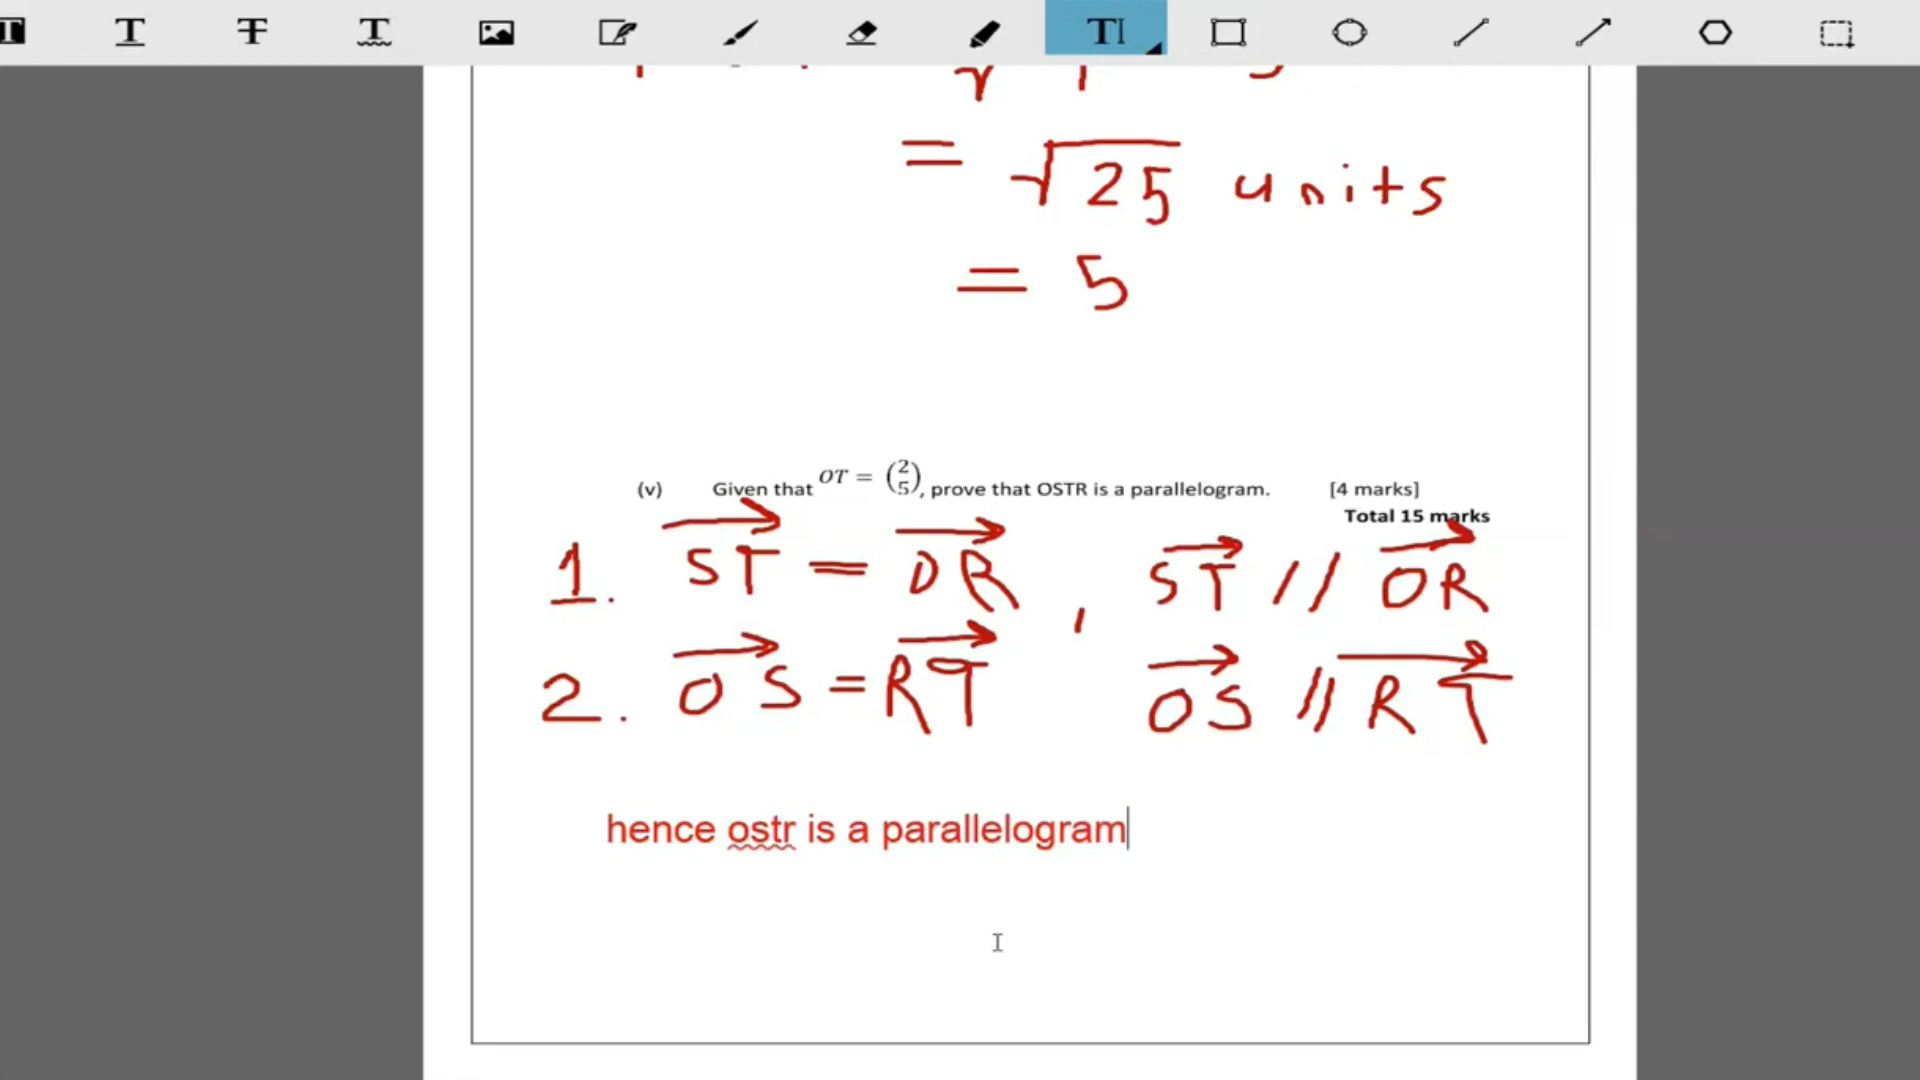 = √25 units
= 5
(v) Given that OT = (2 5), prove that OSTR is a parallelogram. [4 marks]
Total 15 marks
1. ST = OR , ST // OR
2. OS = RT OS // RT
hence ostr is a parallelogram